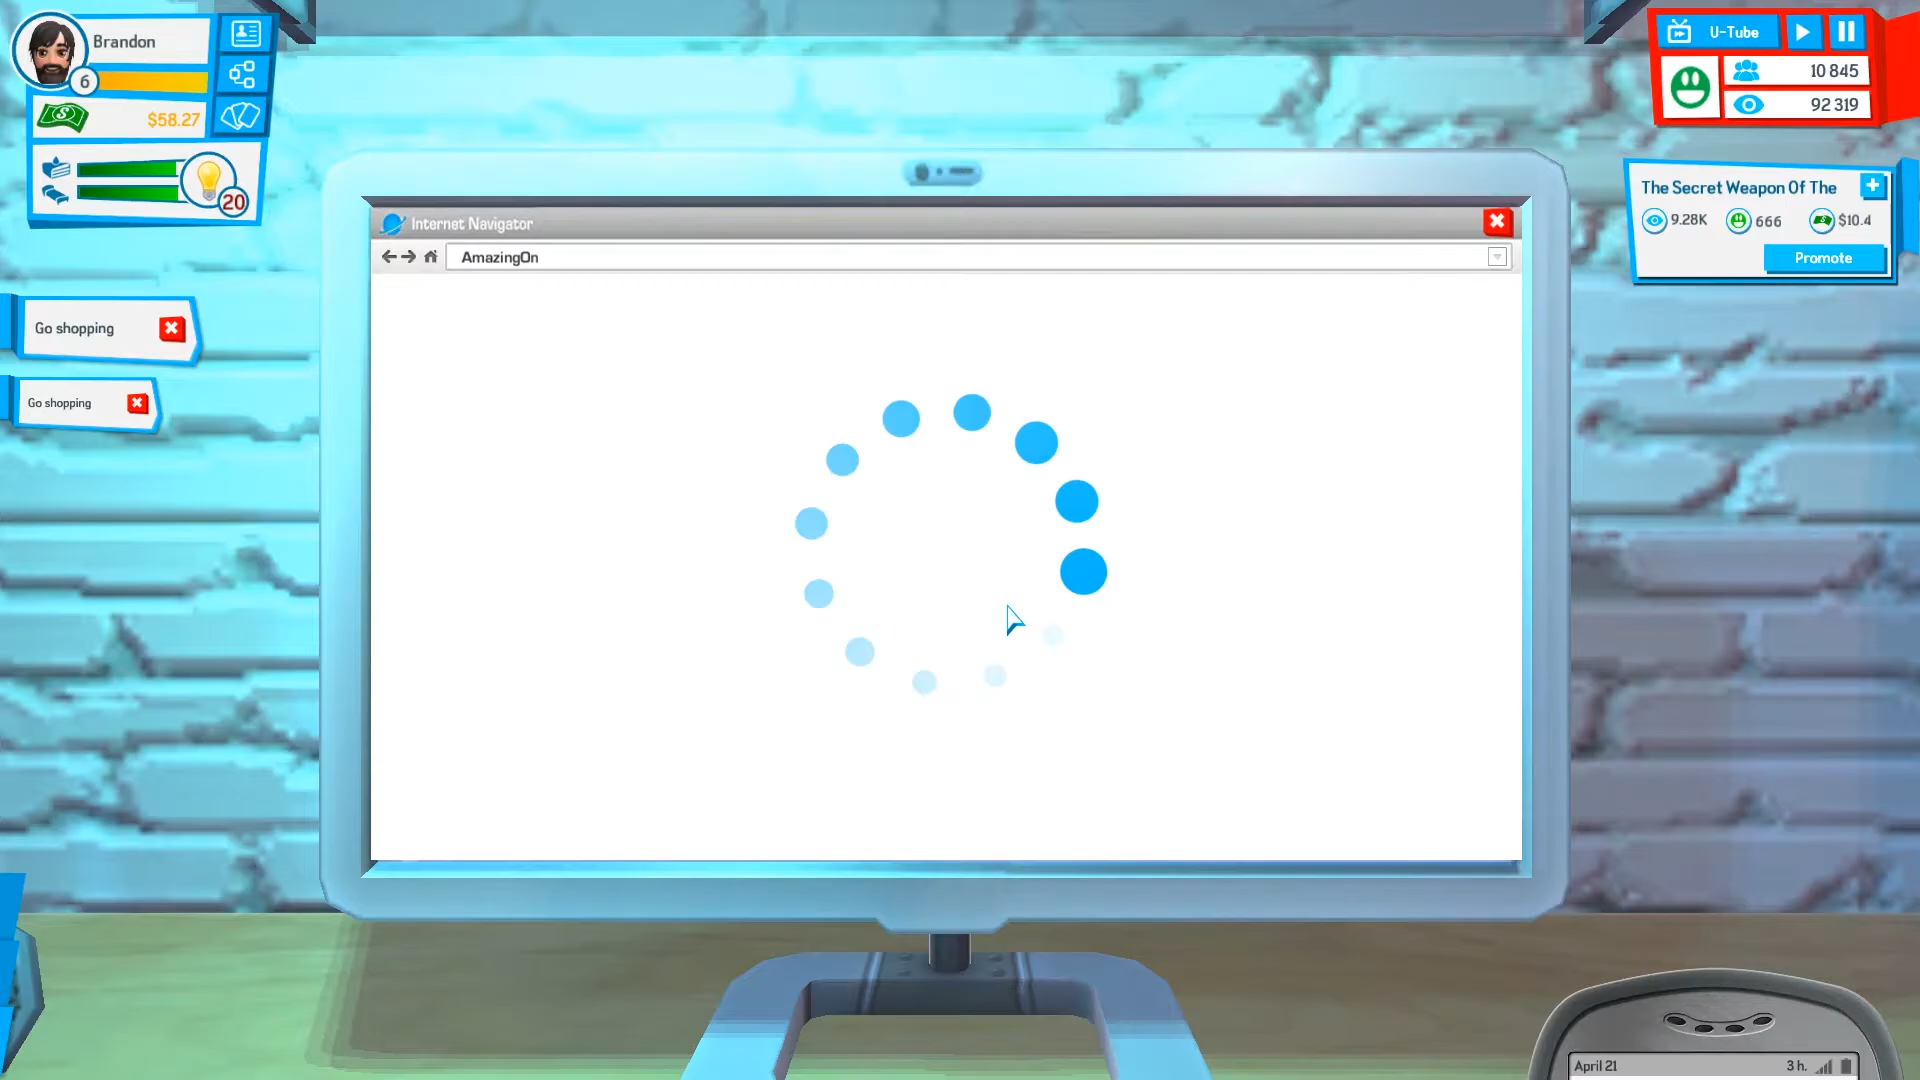 Brandon
6
$58.27
20
Go shopping
Go shopping
Internet Navigator
AmazingOn
U-Tube
10 845
92 319
The Secret Weapon Of The
9.28K
666
$10.4
Promote
April 21
3 h.